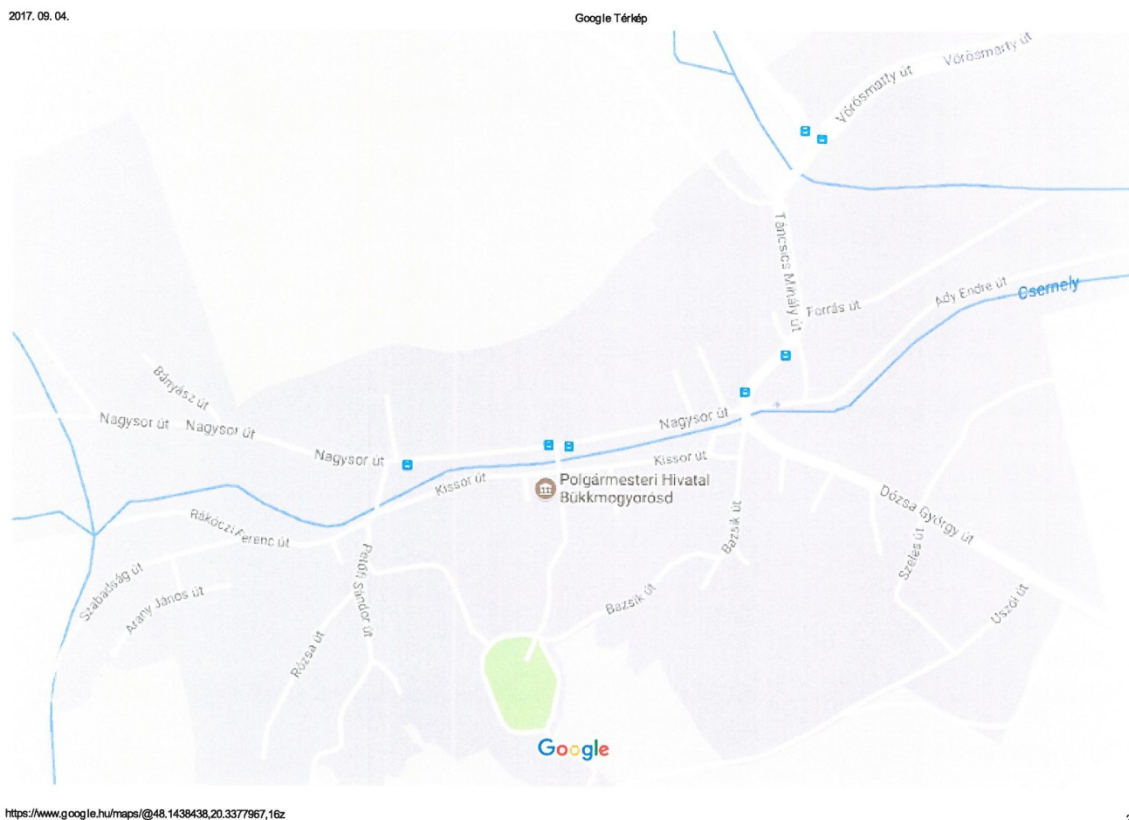 2017. 09. 04.
Google Térkép
Vörösmarty út
Vörösmarty út
Táncsics Mihály út
Forrás út
Ady Endre út
Csernely
Bányász út
Nagysor út
Nagysor út
Nagysor út
Nagysor út
Kissor út
Kissor út
Polgármesteri Hivatal
Bükkmogyorósd
Rákóczi Ferenc út
Bazsik út
Dózsa György út
Szeles út
Szabadság út
Arany János út
Petőfi Sándor út
Rózsa út
Bazsik út
Uszói út
Google
https://www.google.hu/maps/@48.1438438,20.3377967,16z